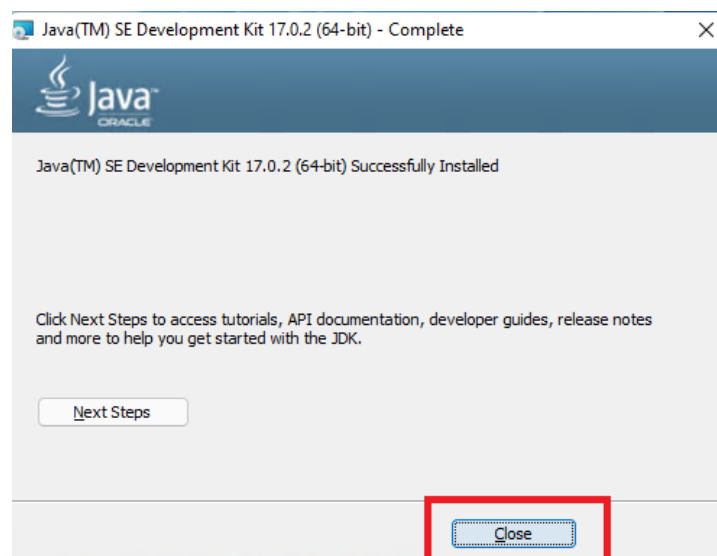 Java(TM) SE Development Kit 17.0.2 (64-bit) - Complete
Java™
ORACLE
Java(TM) SE Development Kit 17.0.2 (64-bit) Successfully Installed
Click Next Steps to access tutorials, API documentation, developer guides, release notes
and more to help you get started with the JDK.
Next Steps
Close